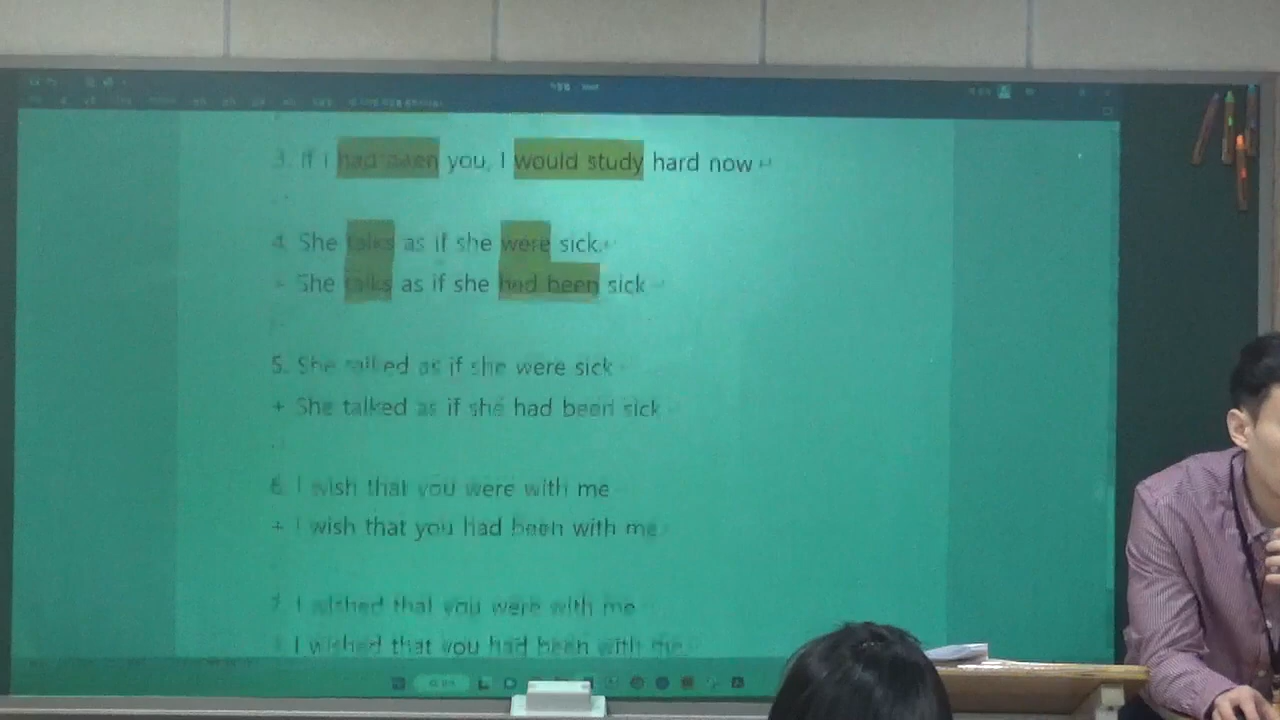 3. If I had been you, I would study hard now
4. She talks as if she were sick.
+ She talks as if she had been sick
5. She talked as if she were sick
+ She talked as if she had been sick
6. I wish that you were with me
+ I wish that you had been with me
7. I wished that you were with me
I wished that you had been with me